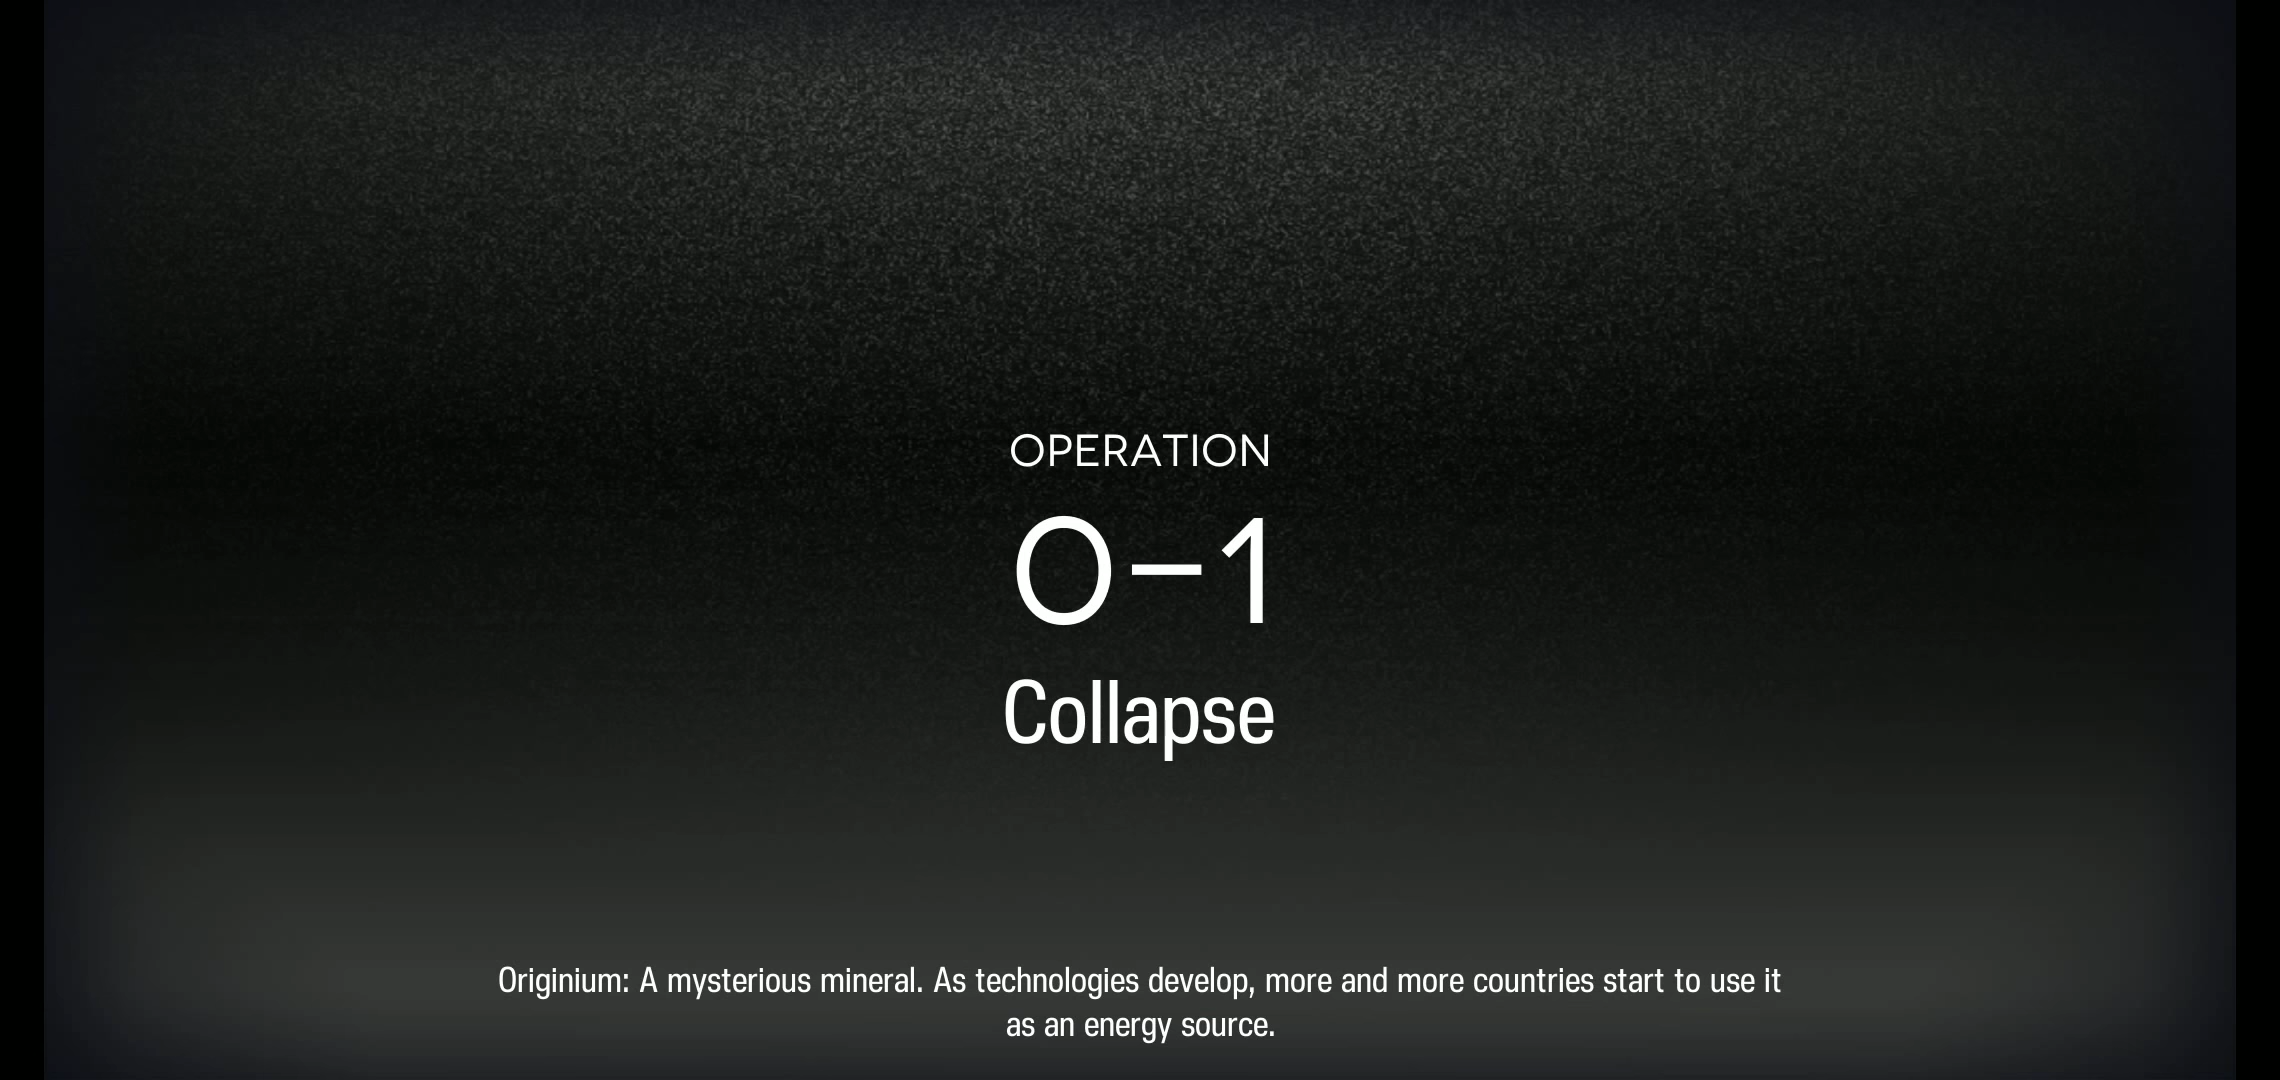 OPERATION
0-1
Collapse
Originium: A mysterious mineral. As technologies develop, more and more countries start to use it
as an energy source.